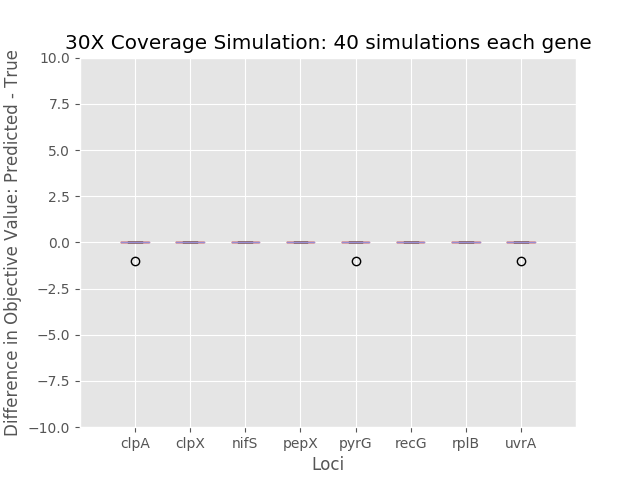 30X Coverage Simulation: 40 simulations each gene
Difference in Objective Value: Predicted - True
10.0
7.5
5.0
2.5
0.0
−2.5
−5.0
−7.5
−10.0
clpA clpX nifS pepX pyrG recG rplB uvrA
Loci